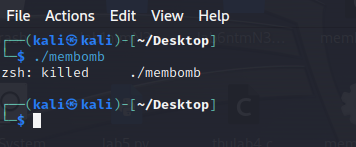 File Actions Edit View Help
┌──(kali㉿kali)-[~/Desktop]
└─$ ./membomb
zsh: killed     ./membomb
┌──(kali㉿kali)-[~/Desktop]
└─$